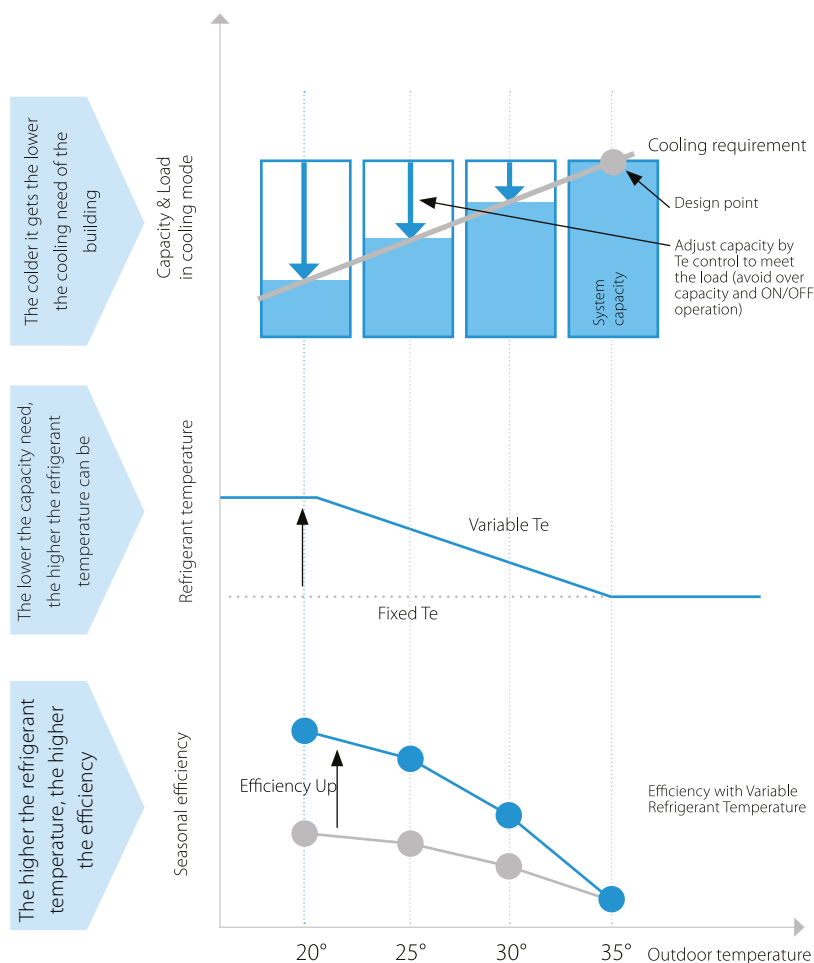 The colder it gets the lower
the cooling need of the
building
Capacity & Load
in cooling mode
Cooling requirement
Design point
Adjust capacity by
Te control to meet
the load (avoid over
capacity and ON/OFF
operation)
System
capacity
The lower the capacity need,
the higher the refrigerant
temperature can be
Refrigerant temperature
Variable Te
Fixed Te
The higher the refrigerant
temperature, the higher
the efficiency
Seasonal efficiency
Efficiency Up
Efficiency with Variable
Refrigerant Temperature
20° 25° 30° 35° Outdoor temperature